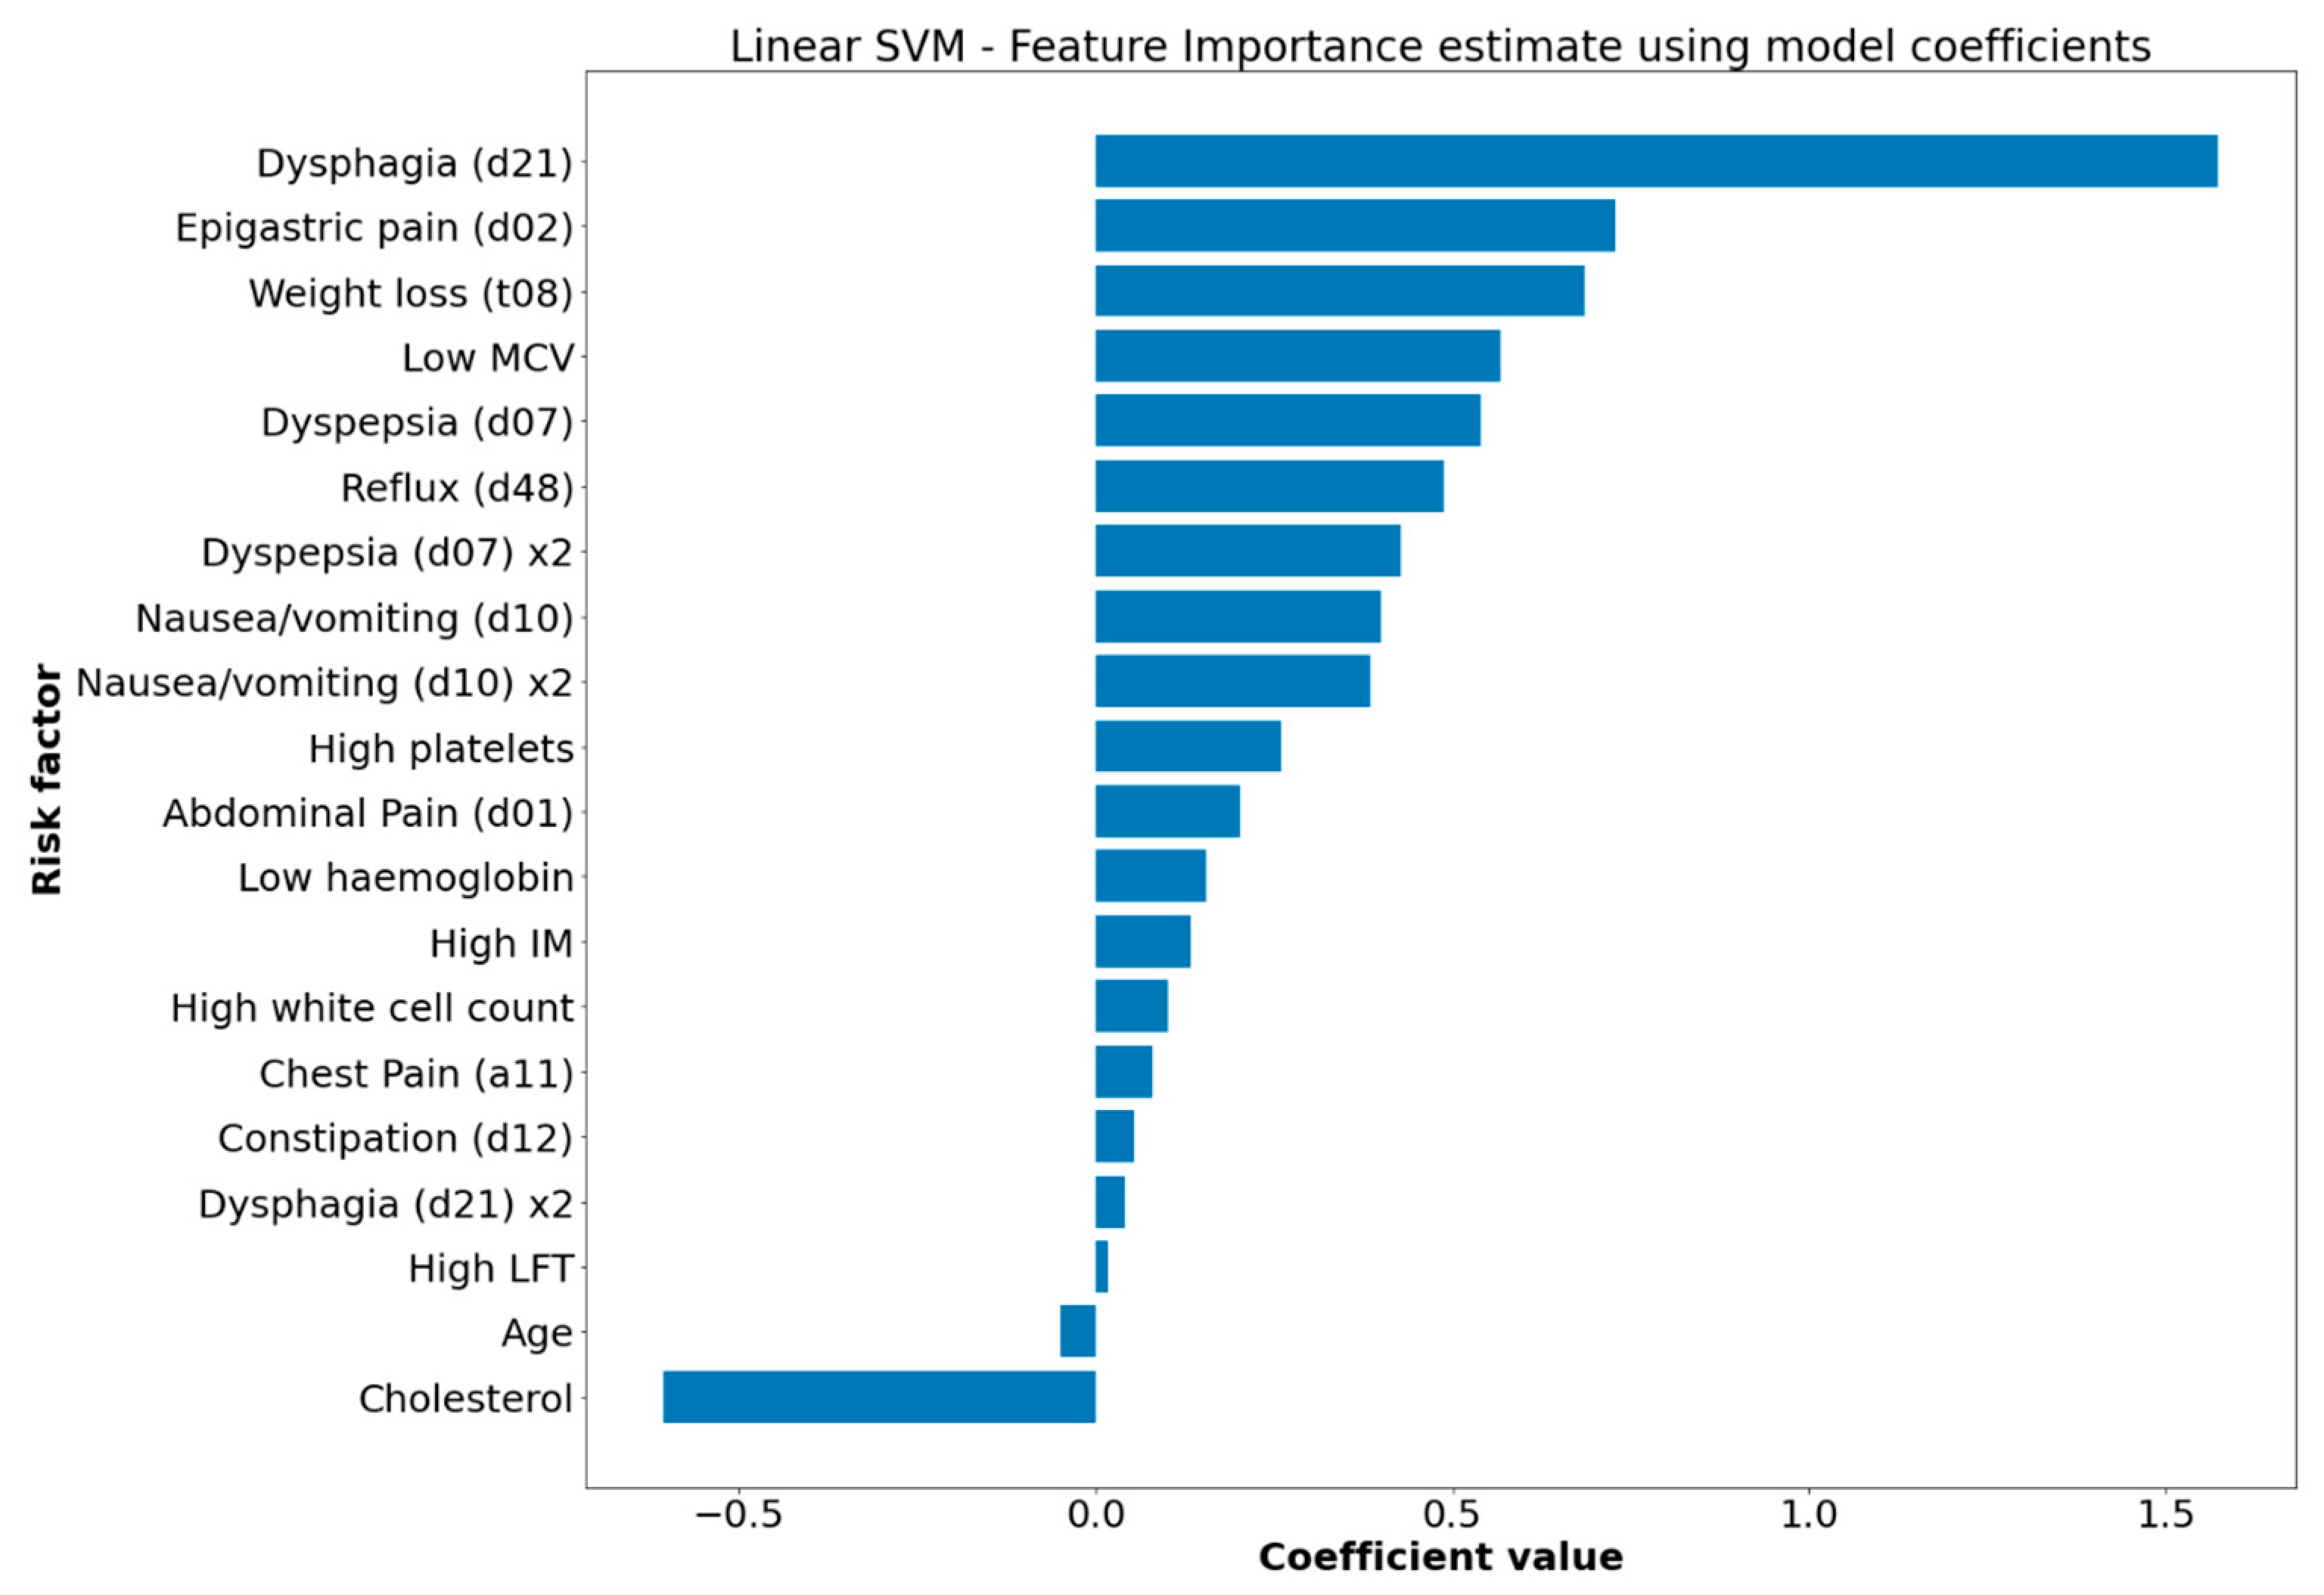 Linear SVM - Feature Importance estimate using model coefficients
Dysphagia (d21)
Epigastric pain (d02)
Weight loss (t08)
Low MCV
Dyspepsia (d07)
Reflux (d48)
Dyspepsia (d07) x2
Nausea/vomiting (d10)
Nausea/vomiting (d10) x2
High platelets
Abdominal Pain (d01)
Low haemoglobin
High IM
High white cell count
Chest Pain (a11)
Constipation (d12)
Dysphagia (d21) x2
High LFT
Age
Cholesterol
Risk factor
−0.5 0.0 0.5 1.0 1.5
Coefficient value